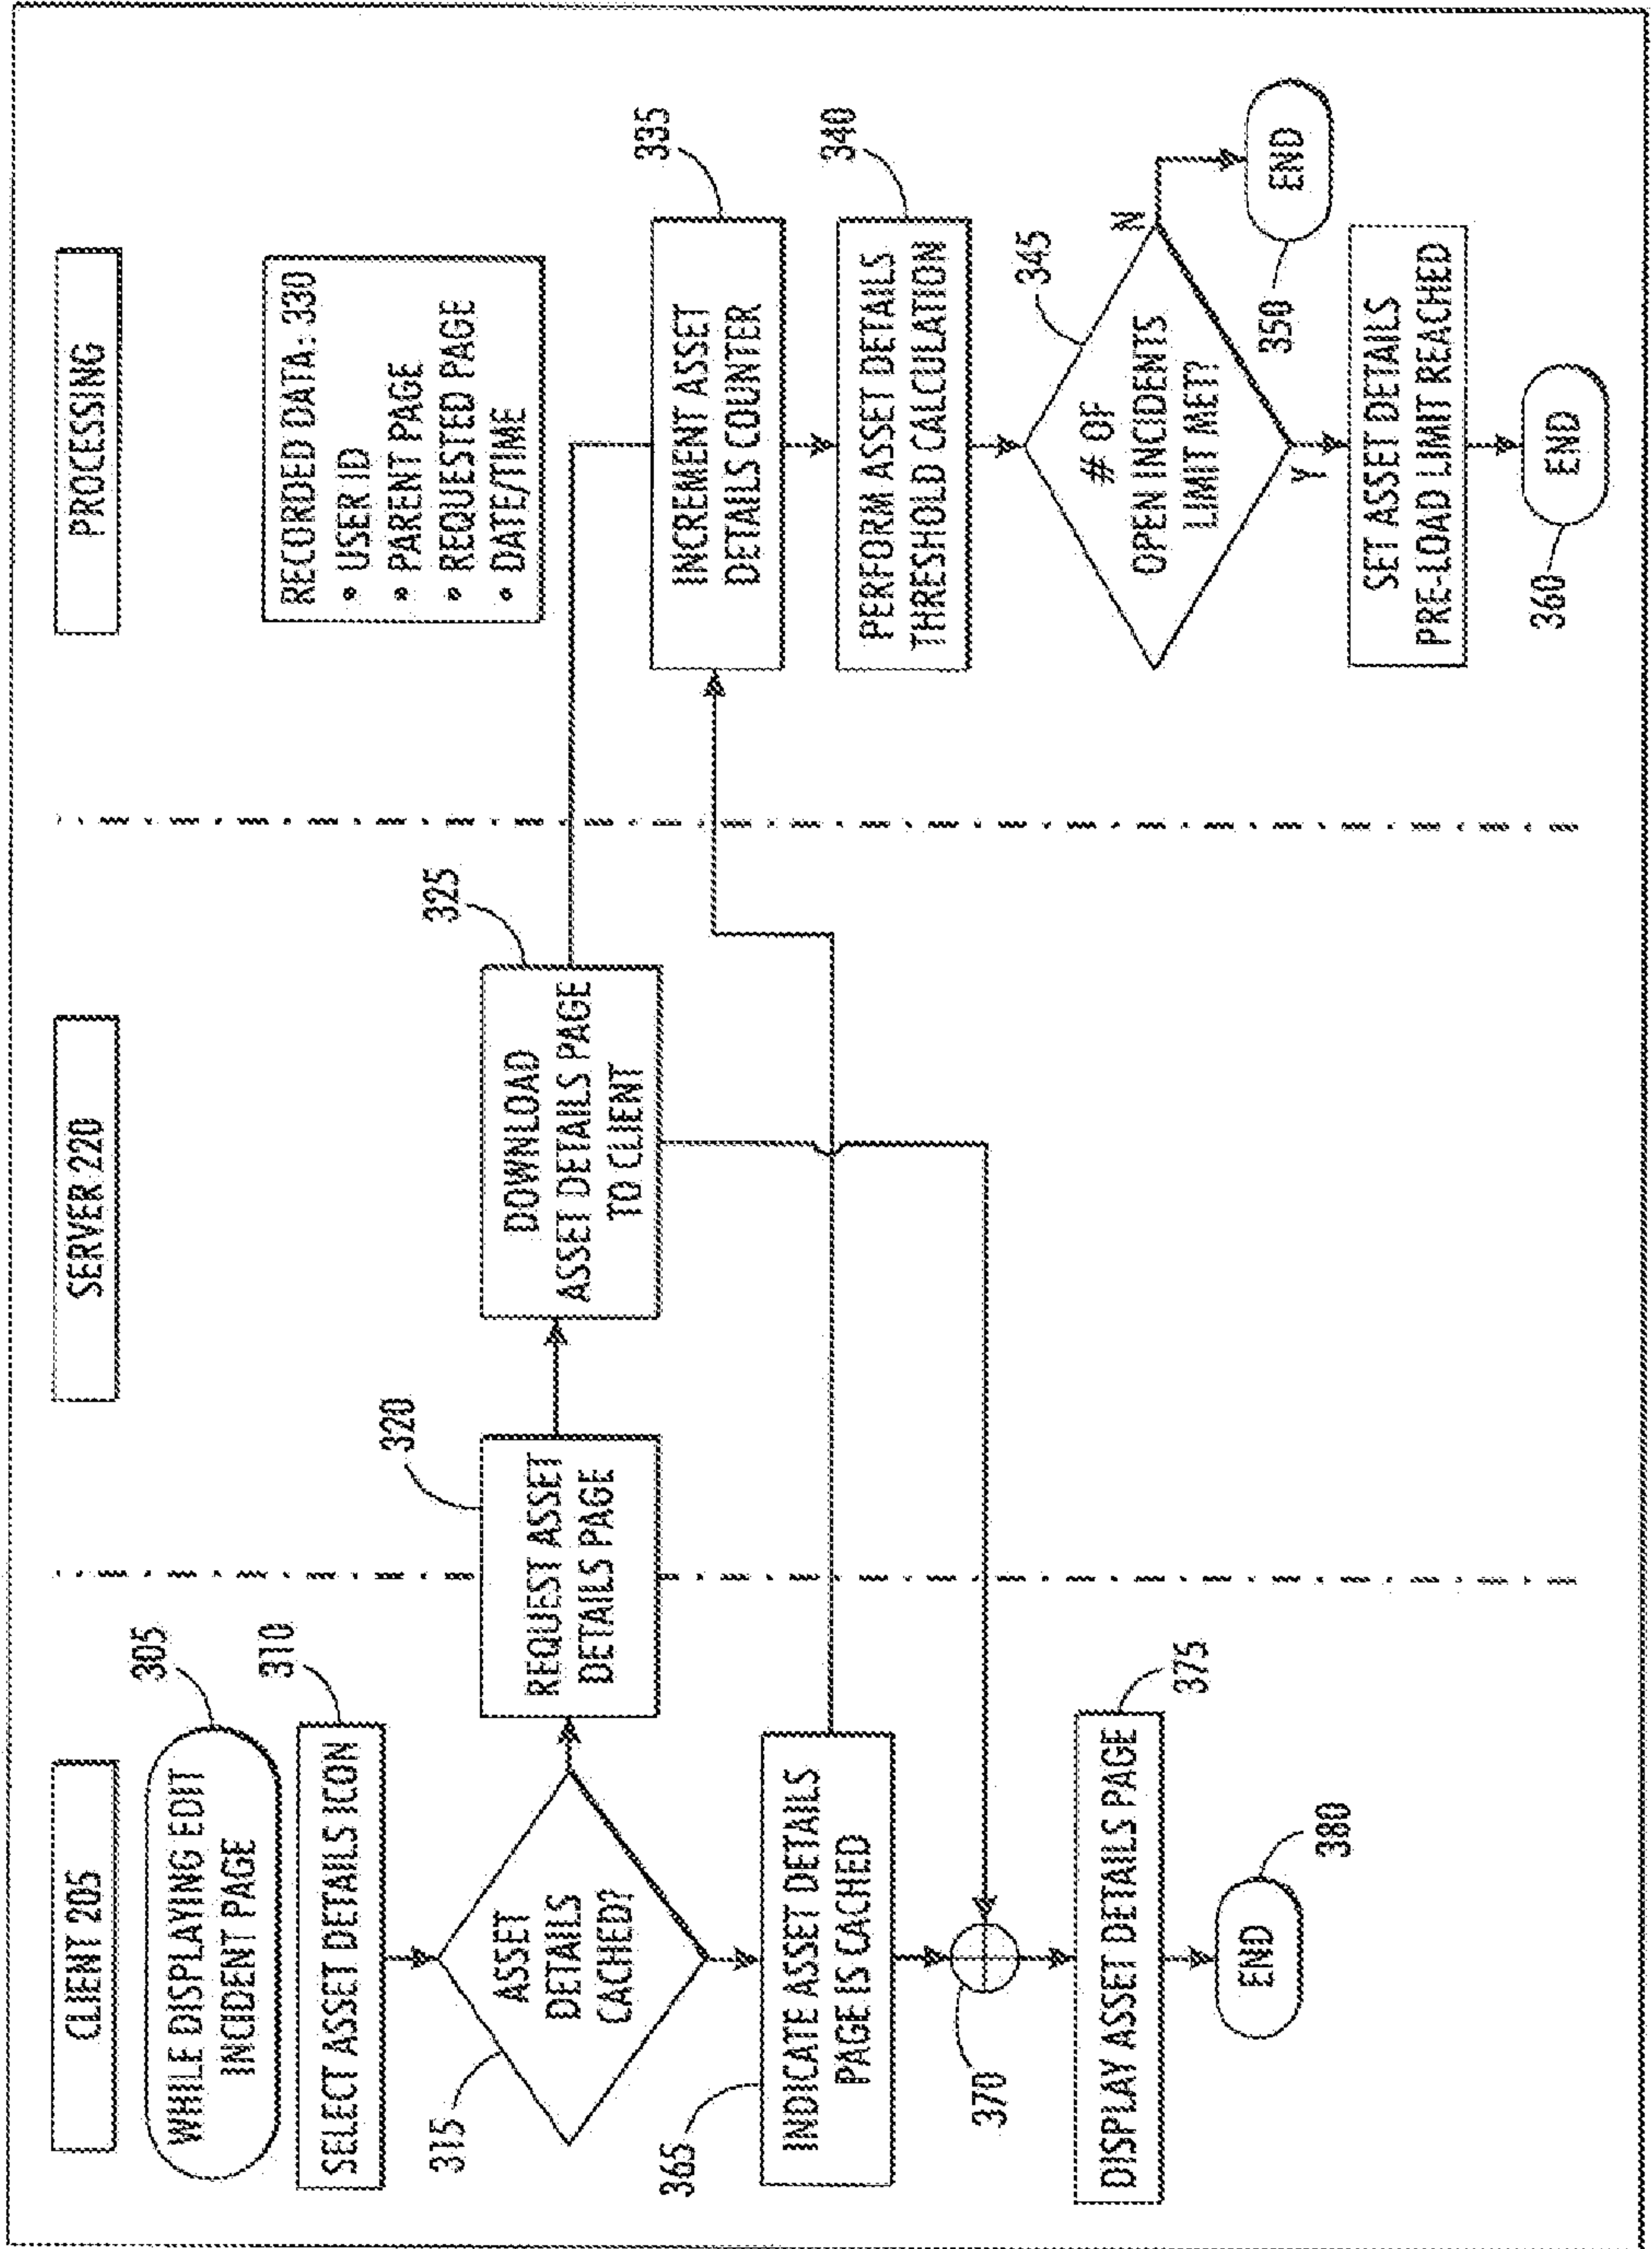 CLIENT 205
WHILE DISPLAYING EDIT
INCIDENT PAGE
305
SELECT ASSET DETAILS ICON
310
ASSET
DETAILS
CACHED?
315
INDICATE ASSET DETAILS
PAGE IS CACHED
365
370
DISPLAY ASSET DETAILS PAGE
375
END
380
SERVER 220
REQUEST ASSET
DETAILS PAGE
320
DOWNLOAD
ASSET DETAILS PAGE
TO CLIENT
325
PROCESSING
RECORDED DATA: 330
• USER ID
• PARENT PAGE
• REQUESTED PAGE
• DATE/TIME
INCREMENT ASSET
DETAILS COUNTER
335
PERFORM ASSET DETAILS
THRESHOLD CALCULATION
340
# OF
OPEN INCIDENTS
LIMIT MET?
345
N
END
350
Y
SET ASSET DETAILS
PRE-LOAD LIMIT REACHED
END
360